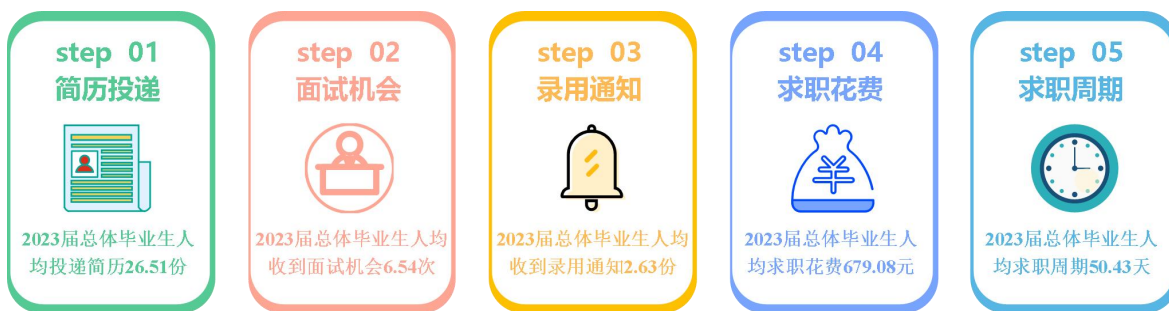 step 01
简历投递
2023届总体毕业生人
均投递简历26.51份
step 02
面试机会
2023届总体毕业生人均
收到面试机会6.54次
step 03
录用通知
2023届总体毕业生人均
收到录用通知2.63份
step 04
求职花费
¥
2023届总体毕业生人
均求职花费679.08元
step 05
求职周期
2023届总体毕业生人
均求职周期50.43天